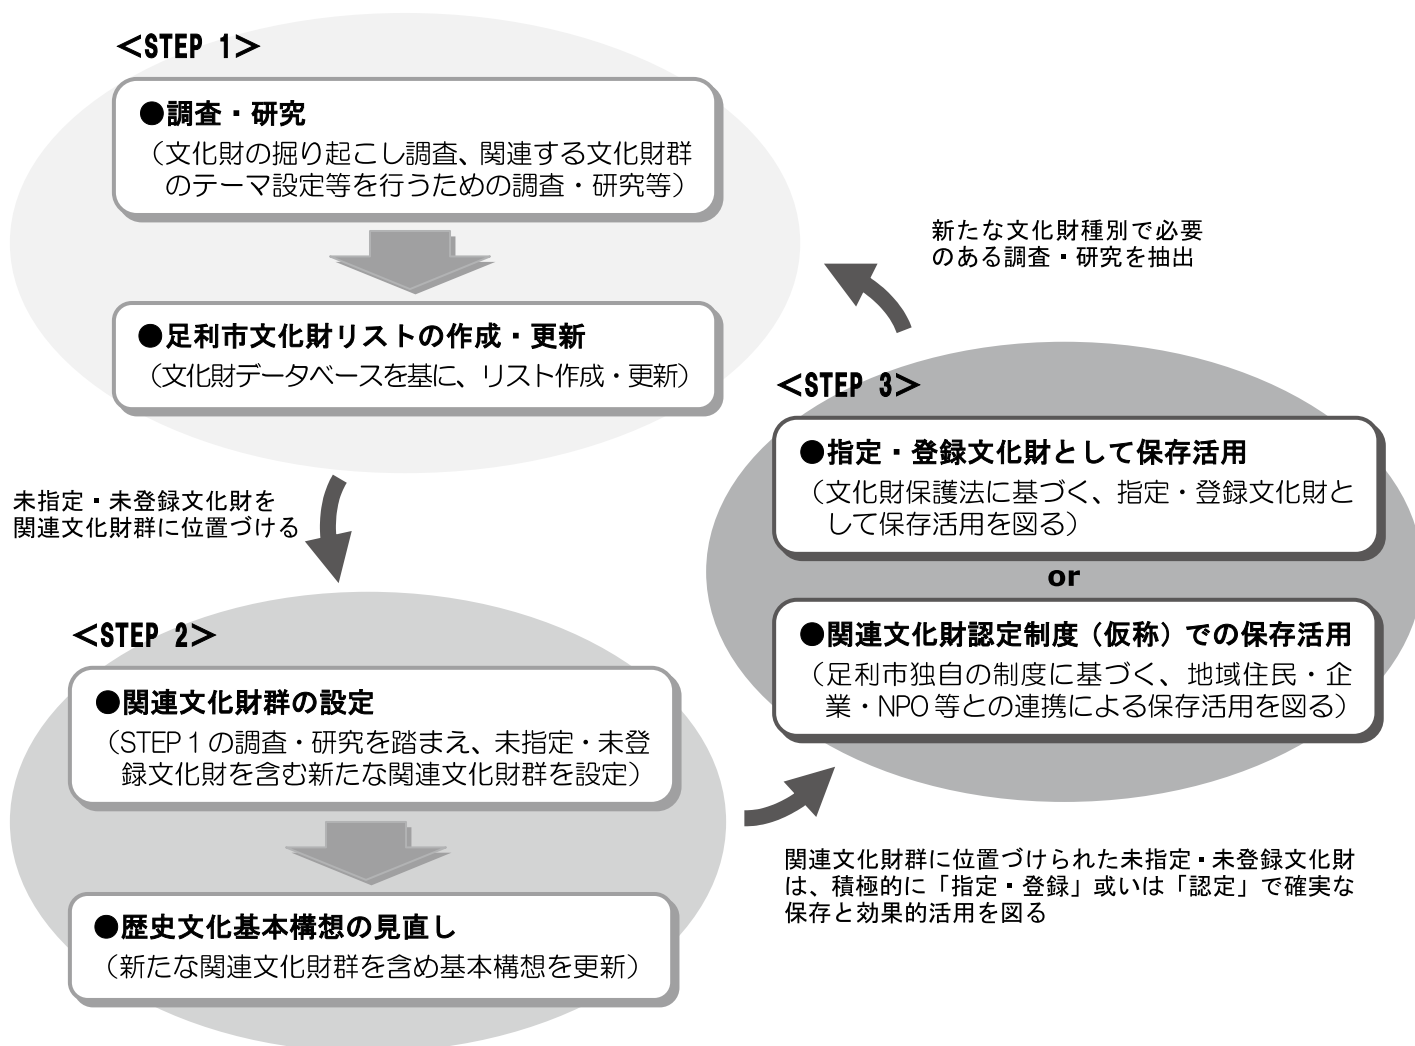 ＜STEP 1＞
●調査・研究
（文化財の掘り起こし調査、関連する文化財群
のテーマ設定等を行うための調査・研究等）
●足利市文化財リストの作成・更新
（文化財データベースを基に、リスト作成・更新）
未指定・未登録文化財を
関連文化財群に位置づける
＜STEP 2＞
●関連文化財群の設定
（STEP 1 の調査・研究を踏まえ、未指定・未登
録文化財を含む新たな関連文化財群を設定）
●歴史文化基本構想の見直し
（新たな関連文化財群を含め基本構想を更新）
関連文化財群に位置づけられた未指定・未登録文化財
は、積極的に「指定・登録」或いは「認定」で確実な
保存と効果的活用を図る
＜STEP 3＞
●指定・登録文化財として保存活用
（文化財保護法に基づく、指定・登録文化財と
して保存活用を図る）
or
●関連文化財認定制度（仮称）での保存活用
（足利市独自の制度に基づく、地域住民・企
業・NPO 等との連携による保存活用を図る）
新たな文化財種別で必要
のある調査・研究を抽出